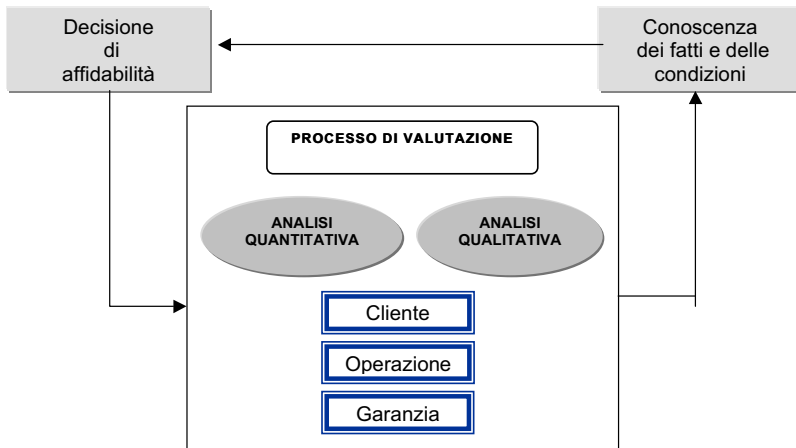 Decisione
di
affidabilità
Conoscenza
dei fatti e delle
condizioni
PROCESSO DI VALUTAZIONE
ANALISI
QUANTITATIVA
ANALISI
QUALITATIVA
Cliente
Operazione
Garanzia